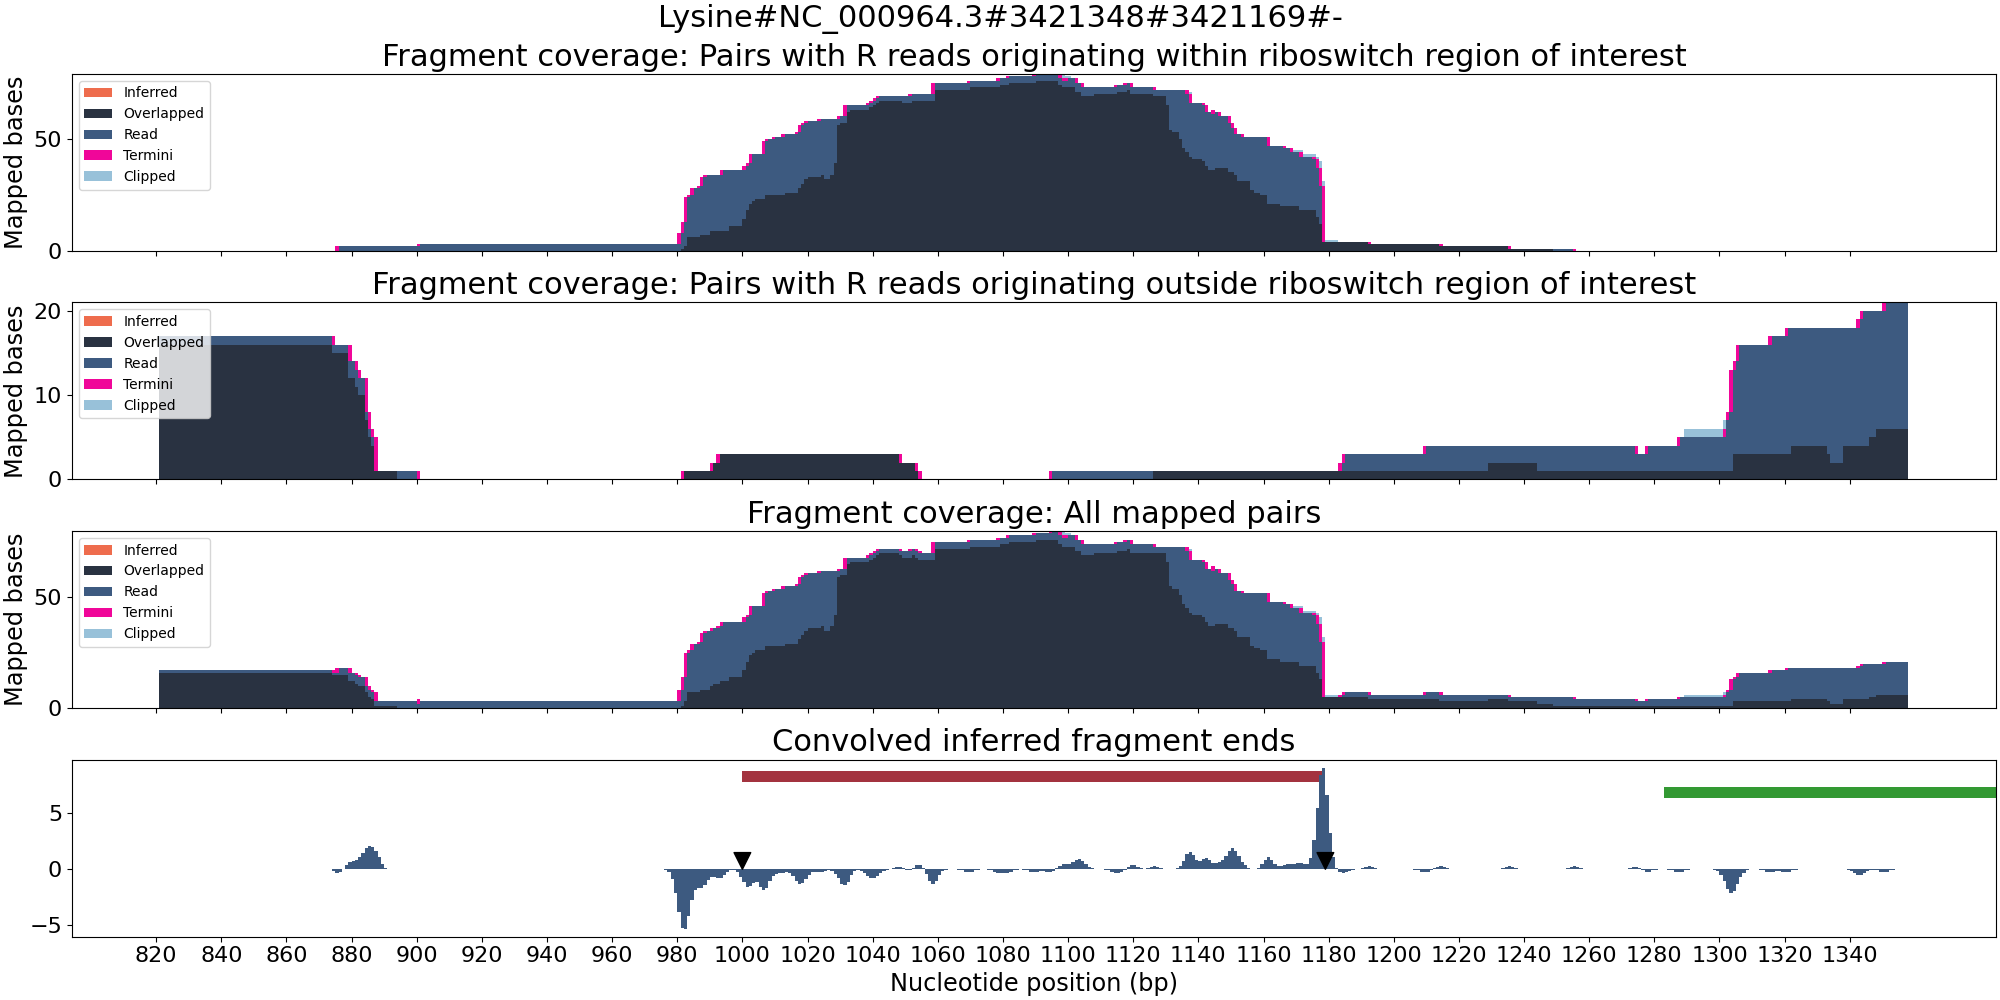 Lysine#NC_000964.3#3421348#3421169#-
Fragment coverage: Pairs with R reads originating within riboswitch region of interest
Mapped bases
50
0
Inferred
Overlapped
Read
Termini
Clipped
Fragment coverage: Pairs with R reads originating outside riboswitch region of interest
Mapped bases
20
10
0
Inferred
Overlapped
Read
Termini
Clipped
Fragment coverage: All mapped pairs
Mapped bases
50
0
Inferred
Overlapped
Read
Termini
Clipped
Convolved inferred fragment ends
5
0
−5
820 840 860 880 900 920 940 960 980 1000 1020 1040 1060 1080 1100 1120 1140 1160 1180 1200 1220 1240 1260 1280 1300 1320 1340
Nucleotide position (bp)